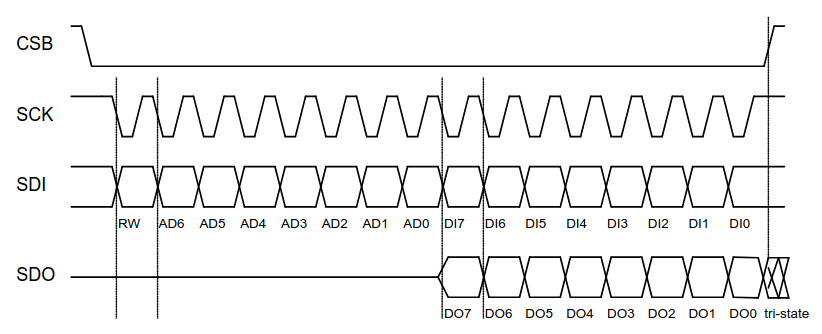 CSB
SCK
SDI
RW AD6 AD5 AD4 AD3 AD2 AD1 AD0 DI7 DI6 DI5 DI4 DI3 DI2 DI1 DI0
SDO
DO7 DO6 DO5 DO4 DO3 DO2 DO1 DO0 tri-state